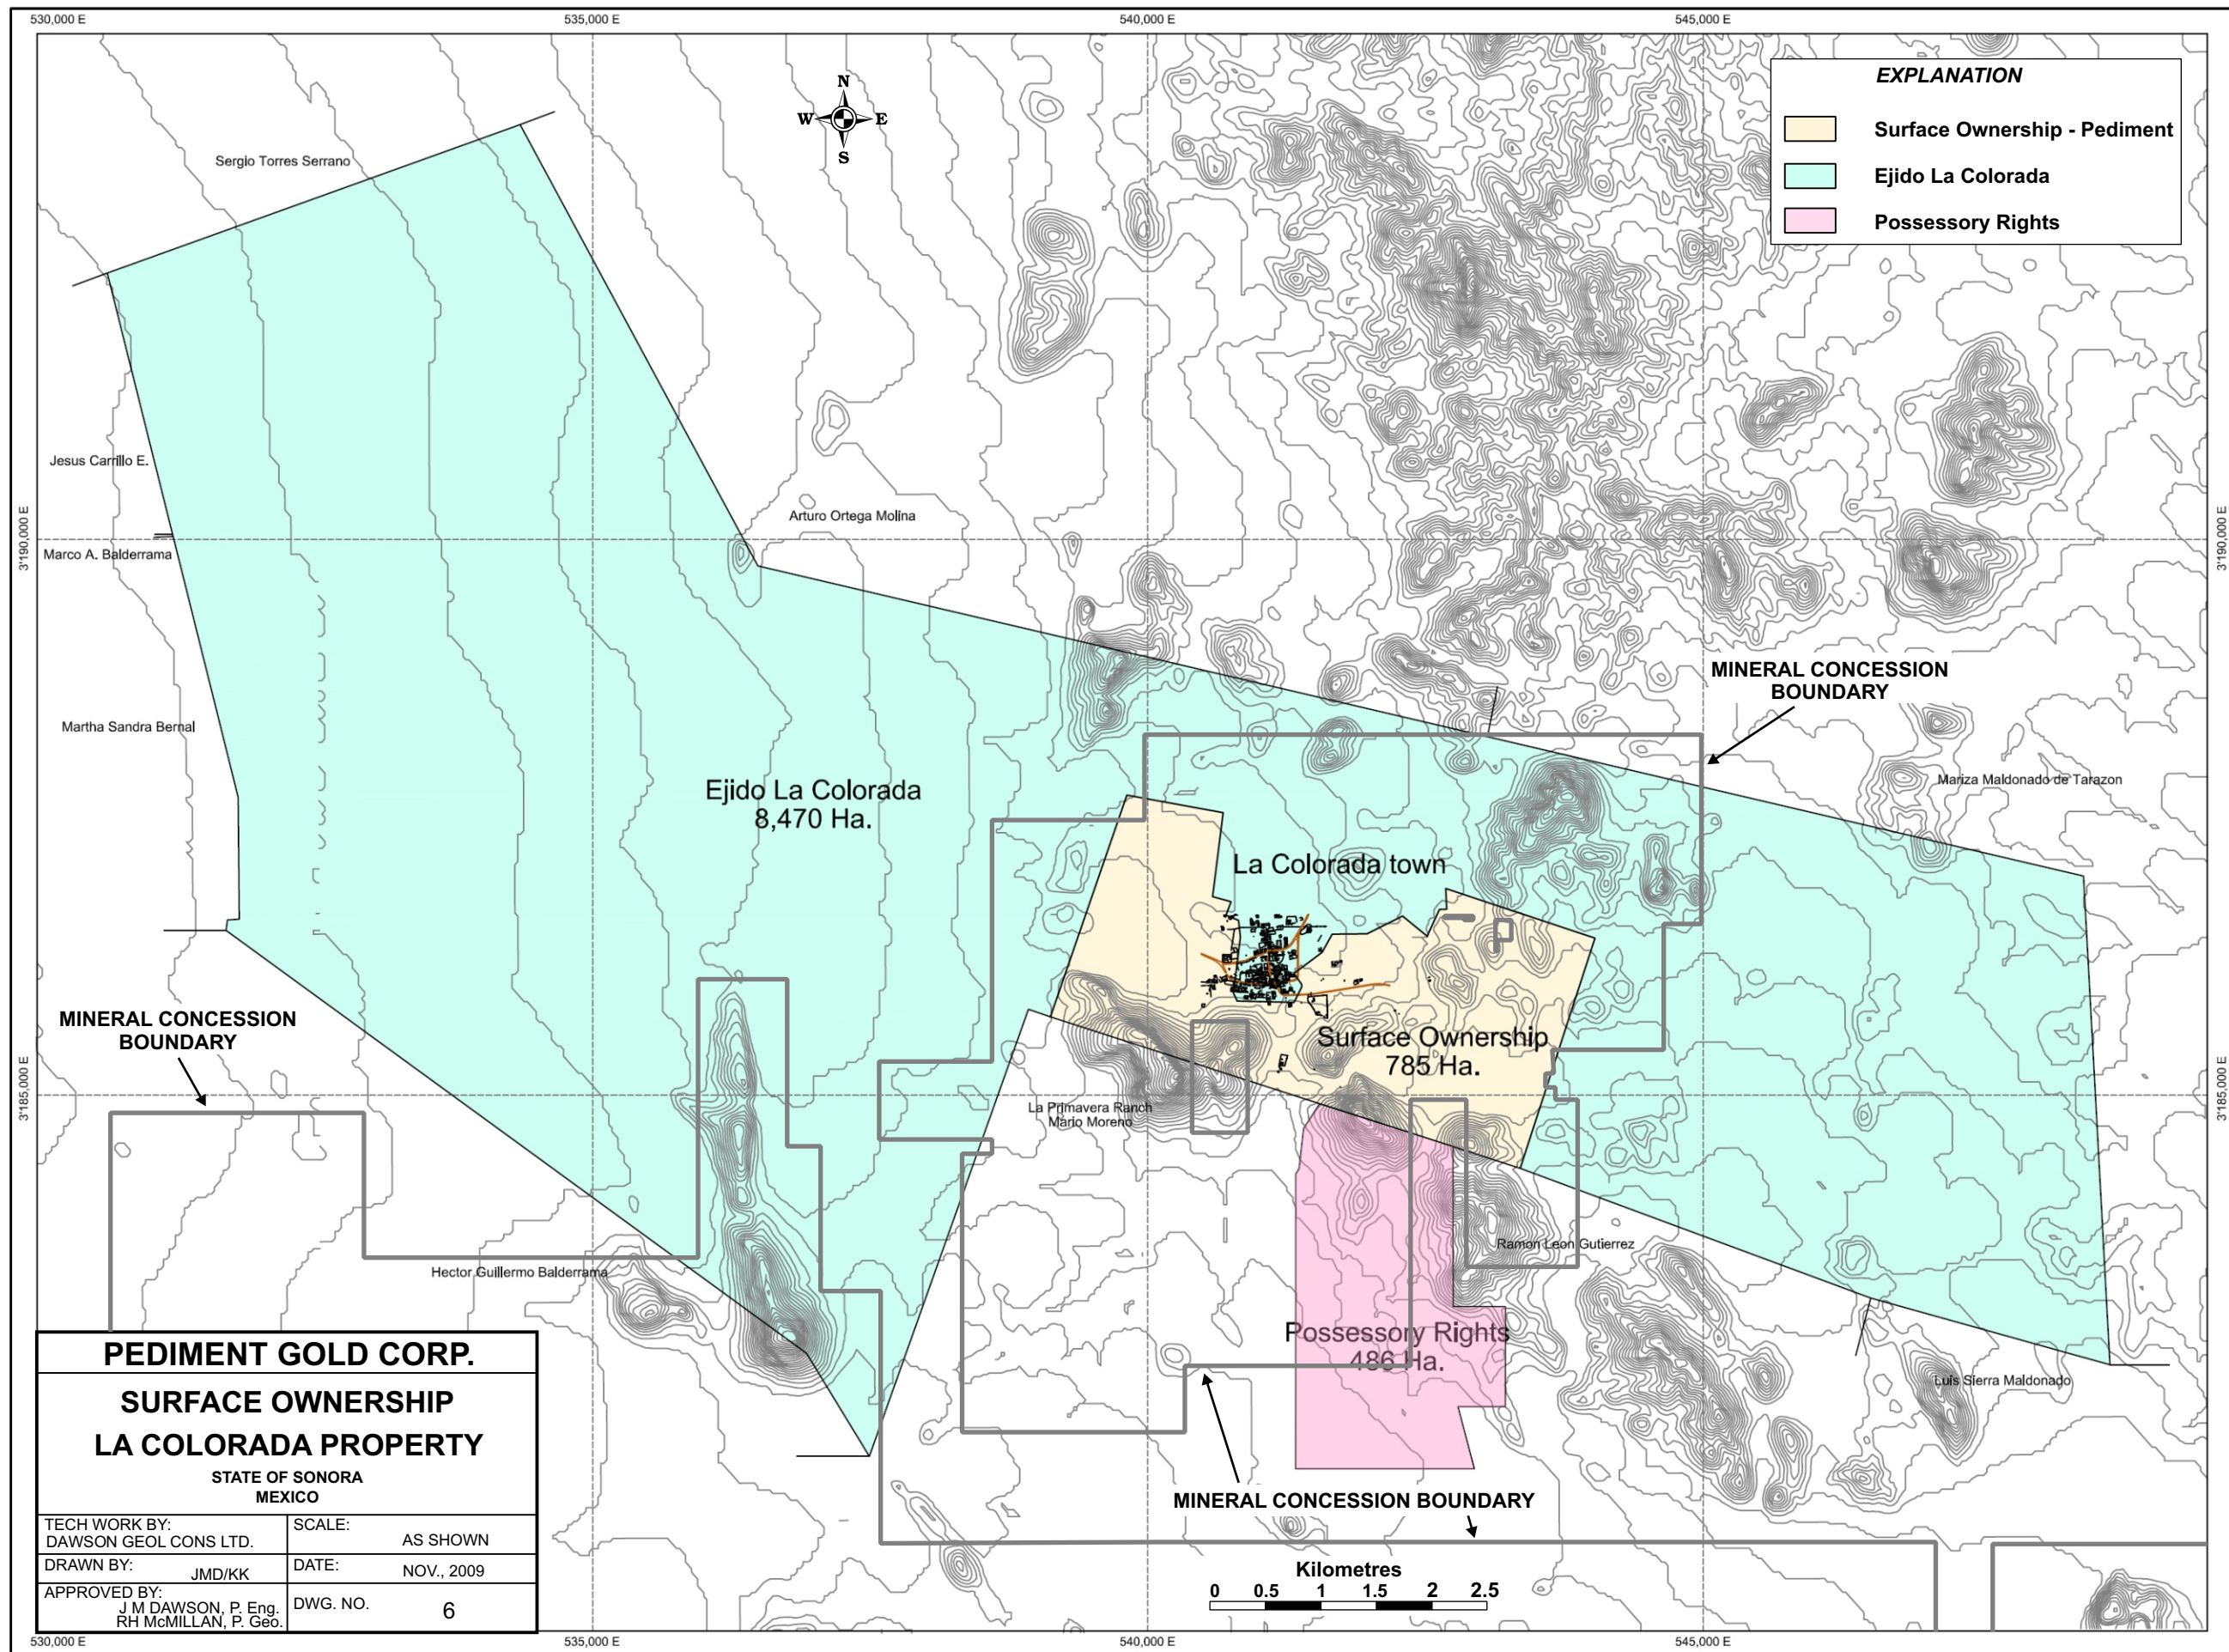 530,000 E
535,000 E
540,000 E
545,000 E
N
W E
S
EXPLANATION
Surface Ownership - Pediment
Ejido La Colorada
Possessory Rights
Sergio Torres Serrano
Jesus Carrillo E.
Arturo Ortega Molina
3'190,000 E
3'190,000 E
Marco A. Balderrama
Martha Sandra Bernal
MINERAL CONCESSION
BOUNDARY
Mariza Maldonado de Tarazon
Ejido La Colorada
8,470 Ha.
La Colorada town
MINERAL CONCESSION
BOUNDARY
Surface Ownership
785 Ha.
3'185,000 E
3'185,000 E
La Primavera Ranch
Mario Moreno
Ramon Leon Gutierrez
Hector Guillermo Balderrama
Possessory Rights
486 Ha.
Luis Sierra Maldonado
MINERAL CONCESSION BOUNDARY
Kilometres
0 0.5 1 1.5 2 2.5
PEDIMENT GOLD CORP.
SURFACE OWNERSHIP
LA COLORADA PROPERTY
STATE OF SONORA
MEXICO
TECH WORK BY:
DAWSON GEOL CONS LTD.
SCALE:
AS SHOWN
DRAWN BY:
JMD/KK
DATE:
NOV., 2009
APPROVED BY:
J M DAWSON, P. Eng.
RH McMILLAN, P. Geo.
DWG. NO.
6
530,000 E
535,000 E
540,000 E
545,000 E